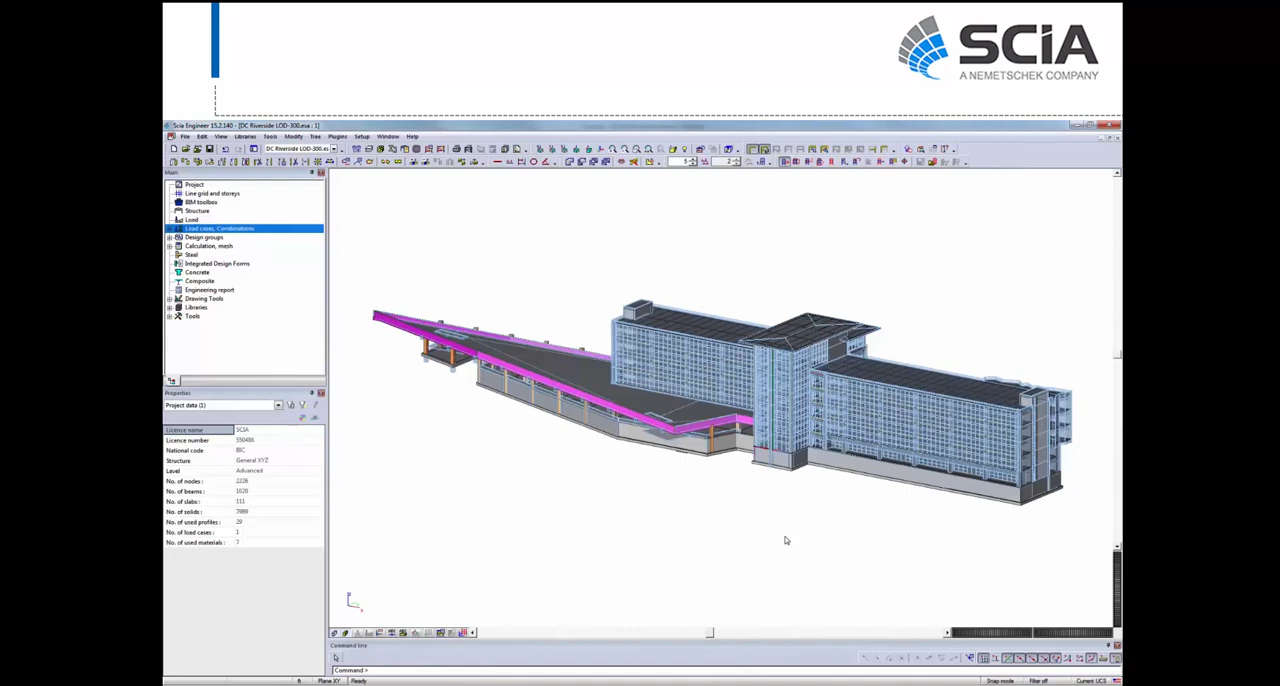 SCiA
A NEMETSCHEK COMPANY
Scia Engineer 15.2.140 - [DC Riverside LOD-300.esa : 1]
File Edit View Libraries Tools Modify Tree Plugins Setup Window Help
DC Riverside LOD-300.es
5 2
Main
Project
Line grid and storeys
BIM toolbox
Structure
Load
Load cases, Combinations
Design groups
Calculation, mesh
Steel
Integrated Design Forms
Concrete
Composite
Engineering report
Drawing Tools
Libraries
Tools
Properties
Project data (1)
Licence name SCIA
Licence number 550486
National code IBC
Structure General XYZ
Level Advanced
No. of nodes: 2226
No. of beams: 1020
No. of slabs: 111
No. of solids: 7989
No. of used profiles : 29
No. of load cases: 1
No. of used materials : 7
Command line
Command >
Plane XY Ready Snap mode Filter off Current UCS